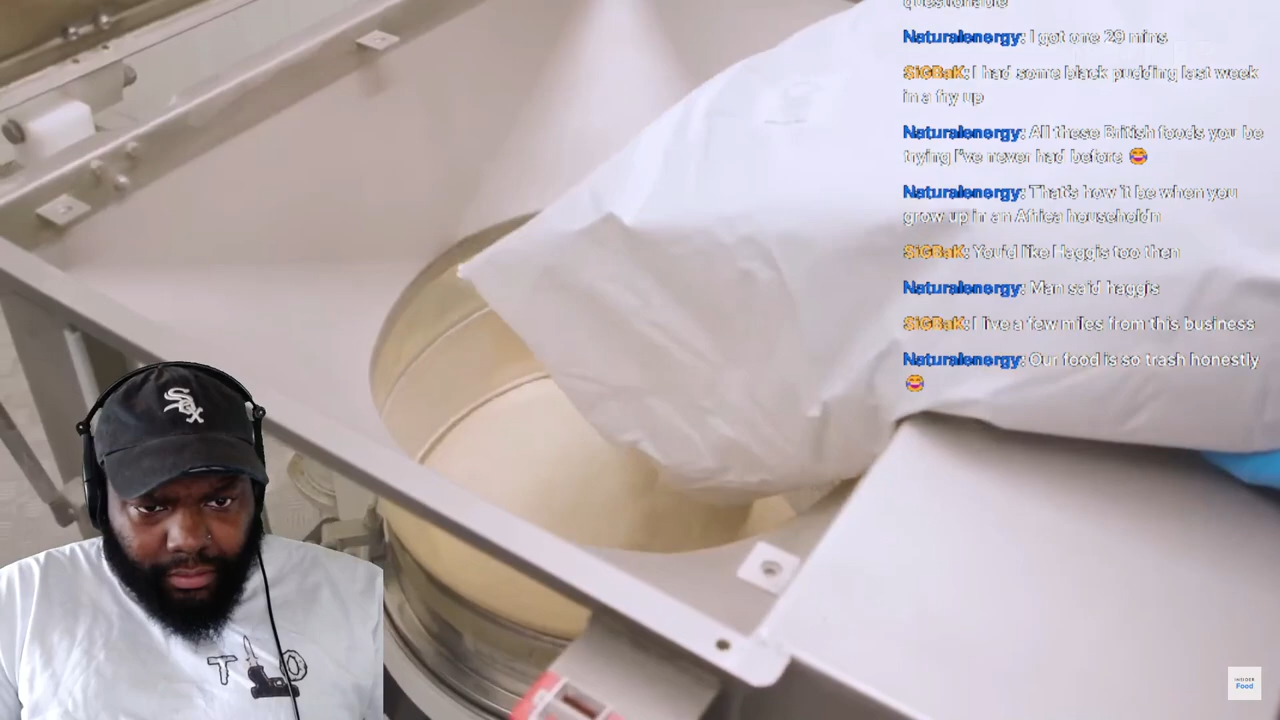 questionable
Naturalenergy: I got one 29 mins
SiGBaK: I had some black pudding last week
in a fry up
Naturalenergy: All these British foods you be
trying I've never had before 😂
Naturalenergy: That's how it be when you
grow up in an Africa householdn
SiGBaK: You'd like Haggis too then
Naturalenergy: Man said haggis
SiGBaK: I live a few miles from this business
Naturalenergy: Our food is so trash honestly
😂
Sox
T L O
INSIDER
Food